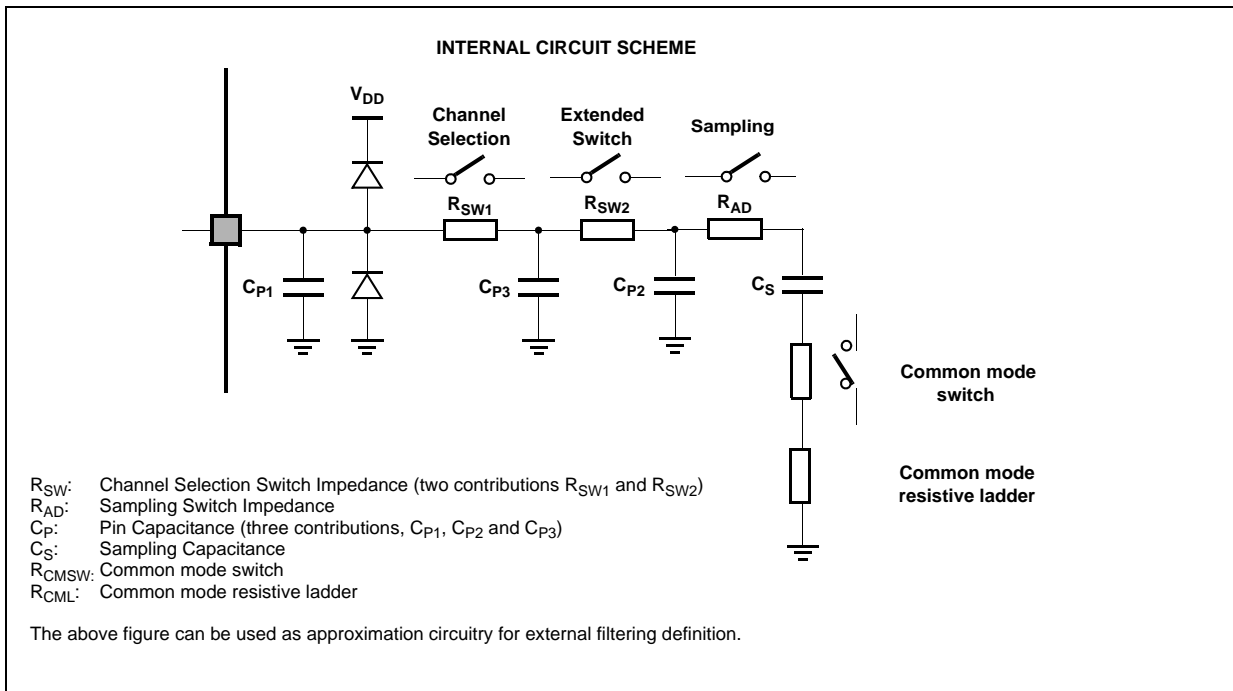 INTERNAL CIRCUIT SCHEME
VDD
Channel
Selection
Extended
Switch
Sampling
RSW1
RSW2
RAD
CP1
CP3
CP2
CS
Common mode
switch
Common mode
resistive ladder
RSW: Channel Selection Switch Impedance (two contributions RSW1 and RSW2)
RAD: Sampling Switch Impedance
CP: Pin Capacitance (three contributions, CP1, CP2 and CP3)
CS: Sampling Capacitance
RCMSW: Common mode switch
RCML: Common mode resistive ladder
The above figure can be used as approximation circuitry for external filtering definition.